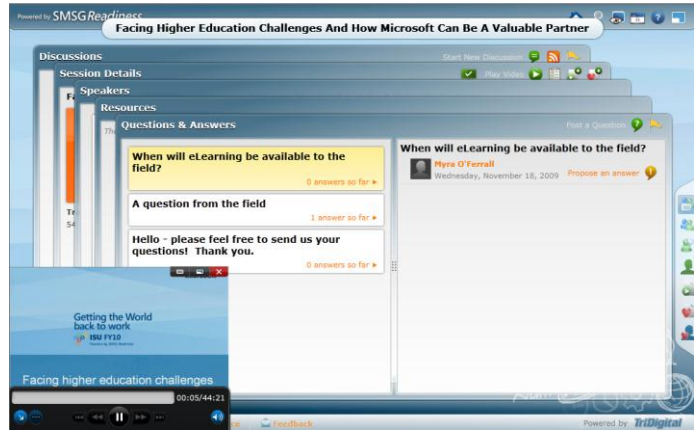 Powered by SMSGReadiness
Facing Higher Education Challenges And How Microsoft Can Be A Valuable Partner
Discussions
Start New Discussion
Session Details
Play Video
Speakers
Resources
Questions & Answers
Post a Question
When will eLearning be available to the field?
0 answers so far
A question from the field
1 answer so far
Hello - please feel free to send us your questions! Thank you.
0 answers so far
When will eLearning be available to the field?
Myra O'Ferrall
Wednesday, November 18, 2009
Propose an answer
Getting the World
back to work
ISU FY10
Facing higher education challenges
00:05/44:21
Feedback
Powered by TriDigital